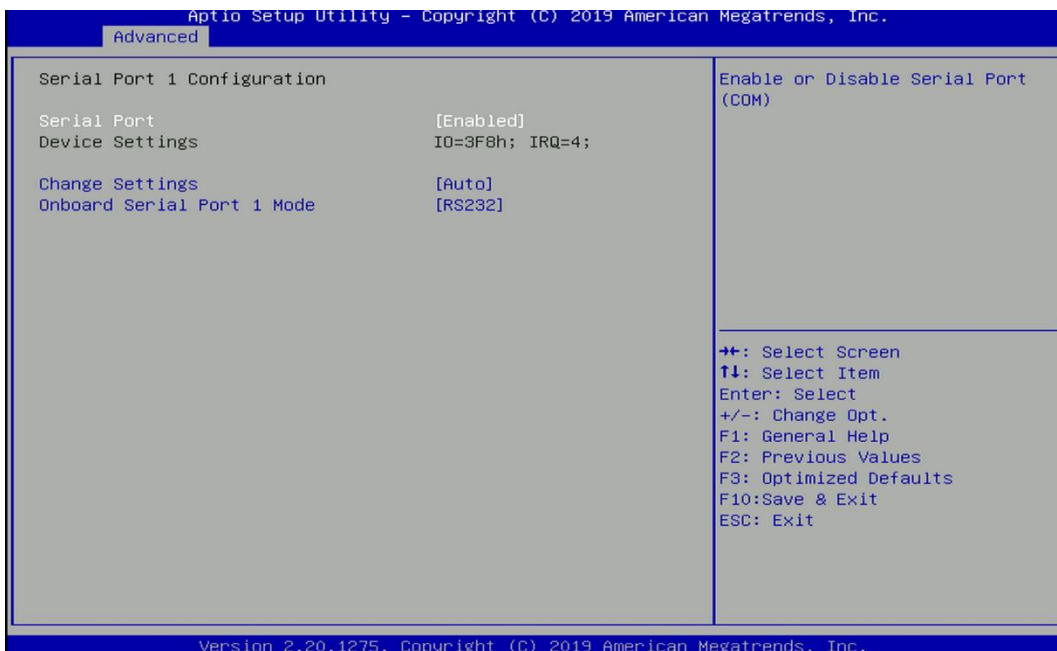 Aptio Setup Utility – Copyright (C) 2019 American Megatrends, Inc.
Advanced
Serial Port 1 Configuration
Serial Port [Enabled]
Device Settings IO=3F8h; IRQ=4;
Change Settings [Auto]
Onboard Serial Port 1 Mode [RS232]
Enable or Disable Serial Port
(COM)
→←: Select Screen
↑↓: Select Item
Enter: Select
+/-: Change Opt.
F1: General Help
F2: Previous Values
F3: Optimized Defaults
F10:Save & Exit
ESC: Exit
Version 2.20.1275. Copyright (C) 2019 American Megatrends, Inc.